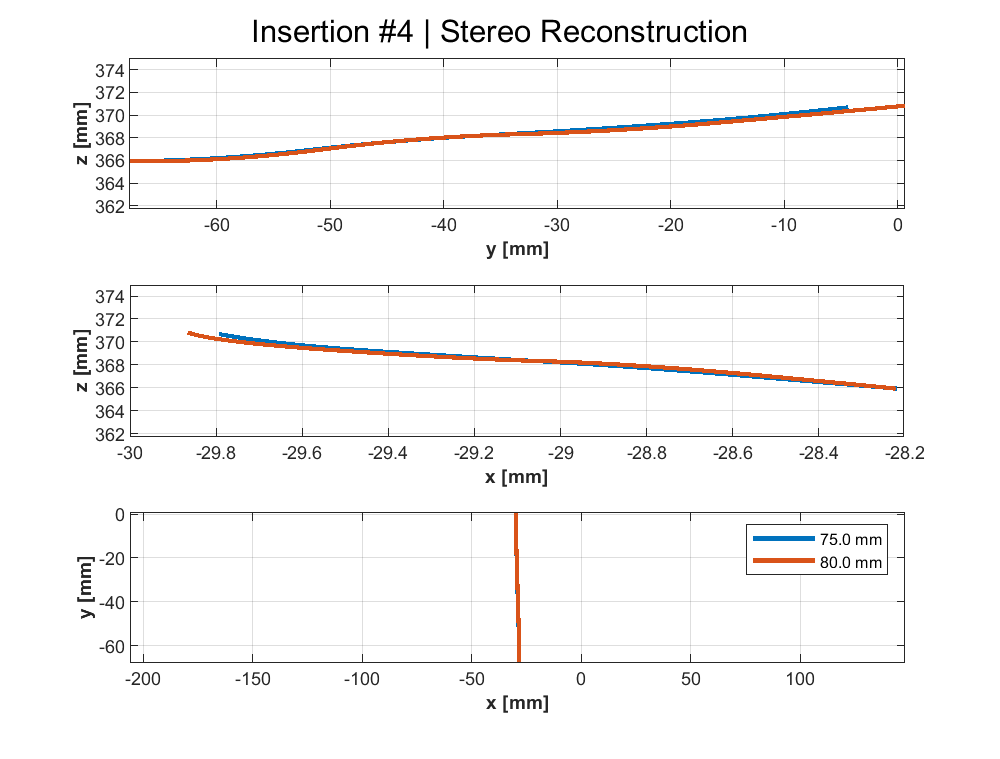 Insertion #4 | Stereo Reconstruction
374
372
370
368
366
364
362
z [mm]
-60 -50 -40 -30 -20 -10 0
y [mm]
374
372
370
368
366
364
362
z [mm]
-30 -29.8 -29.6 -29.4 -29.2 -29 -28.8 -28.6 -28.4 -28.2
x [mm]
0
-20
-40
-60
y [mm]
75.0 mm
80.0 mm
-200 -150 -100 -50 0 50 100
x [mm]